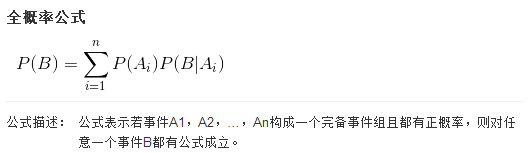 全概率公式
P(B) = \sum_{i=1}^{n} P(A_i)P(B|A_i)
公式描述： 公式表示若事件A1，A2，…，An构成一个完备事件组且都有正概率，则对任
意一个事件B都有公式成立。